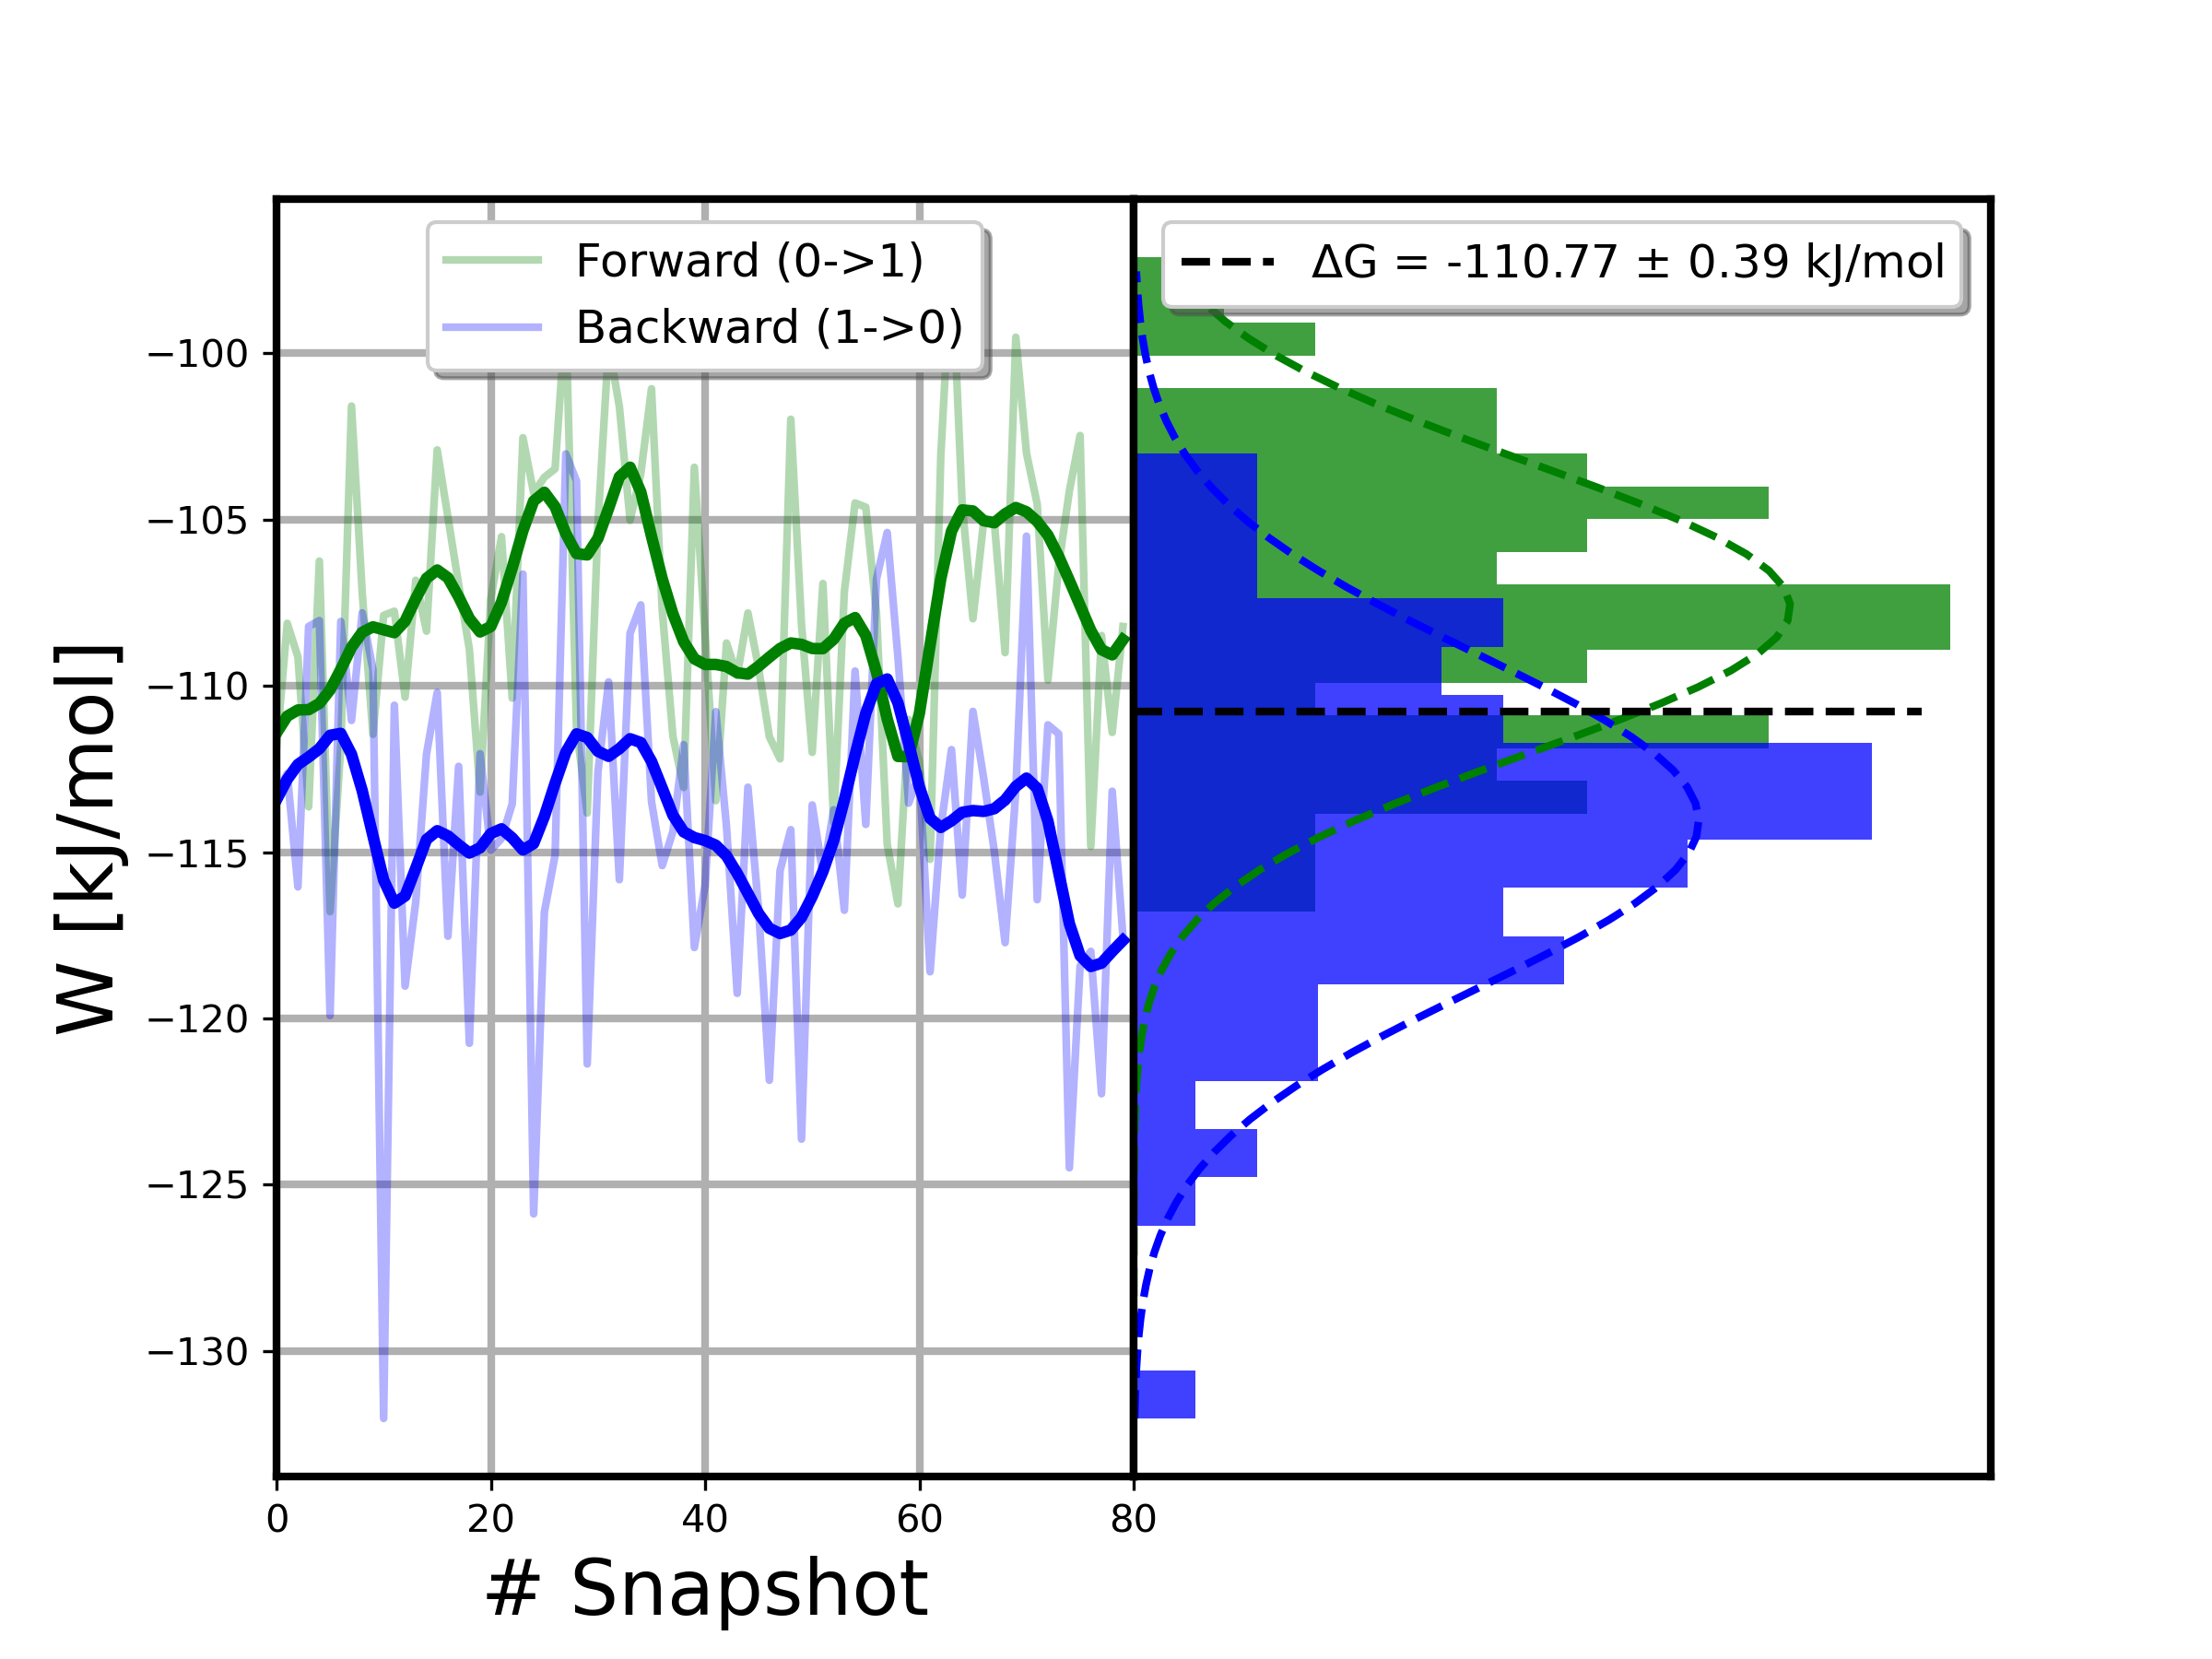 Forward (0->1)
Backward (1->0)
ΔG = -110.77 ± 0.39 kJ/mol
W [kJ/mol]
−100
−105
−110
−115
−120
−125
−130
0 20 40 60 80
# Snapshot